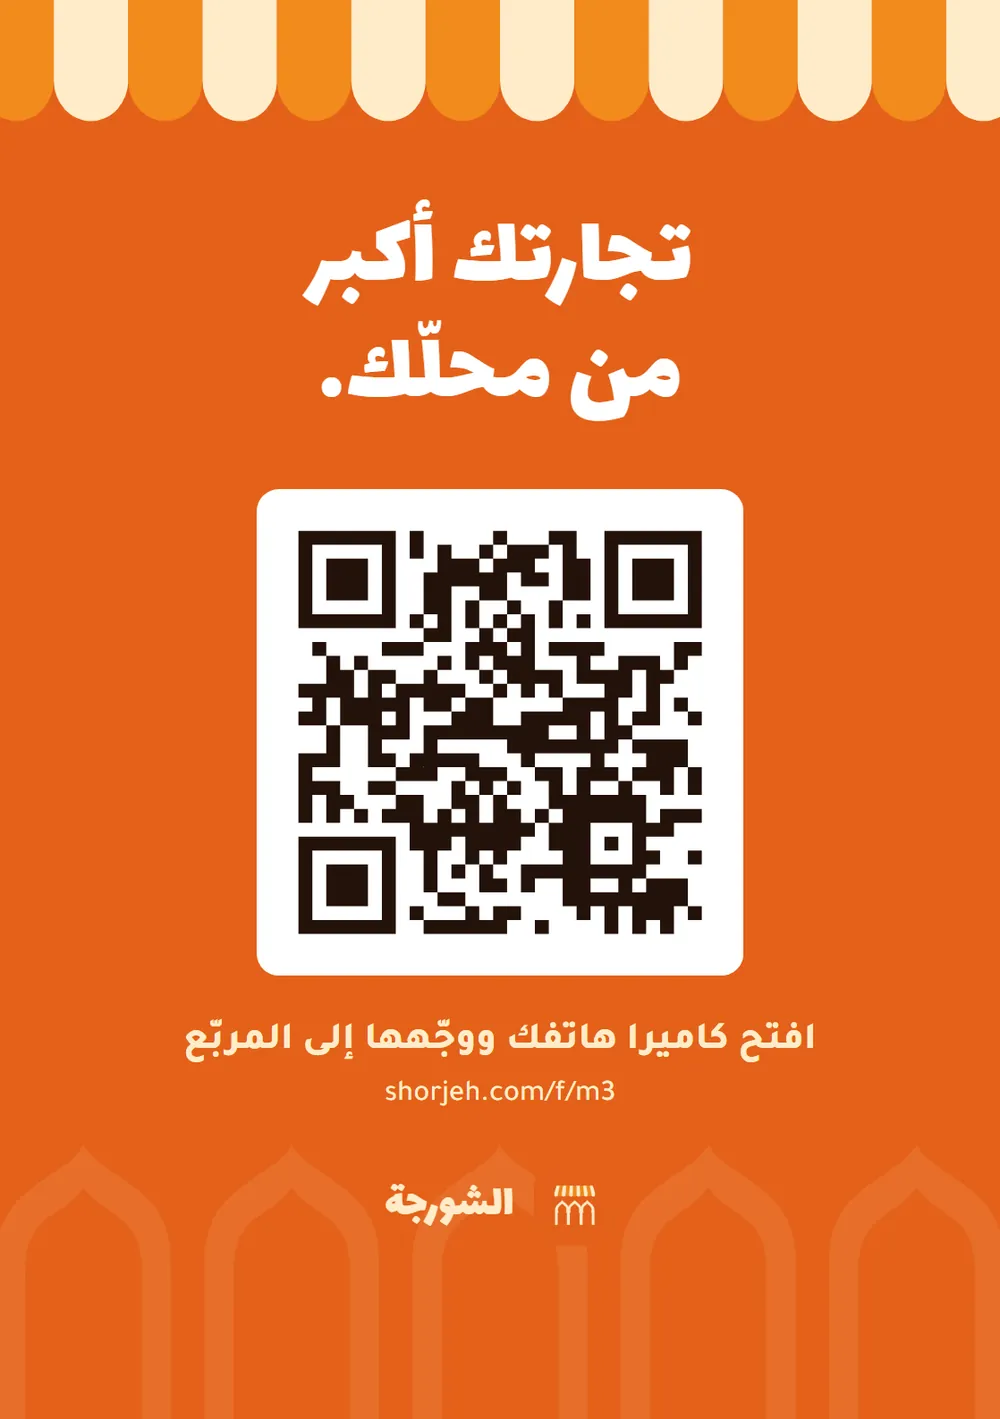 تجارتك أكبر
من محلّك.
افتح كاميرا هاتفك ووجّهها إلى المربّع
shorjeh.com/f/m3
الشورجة